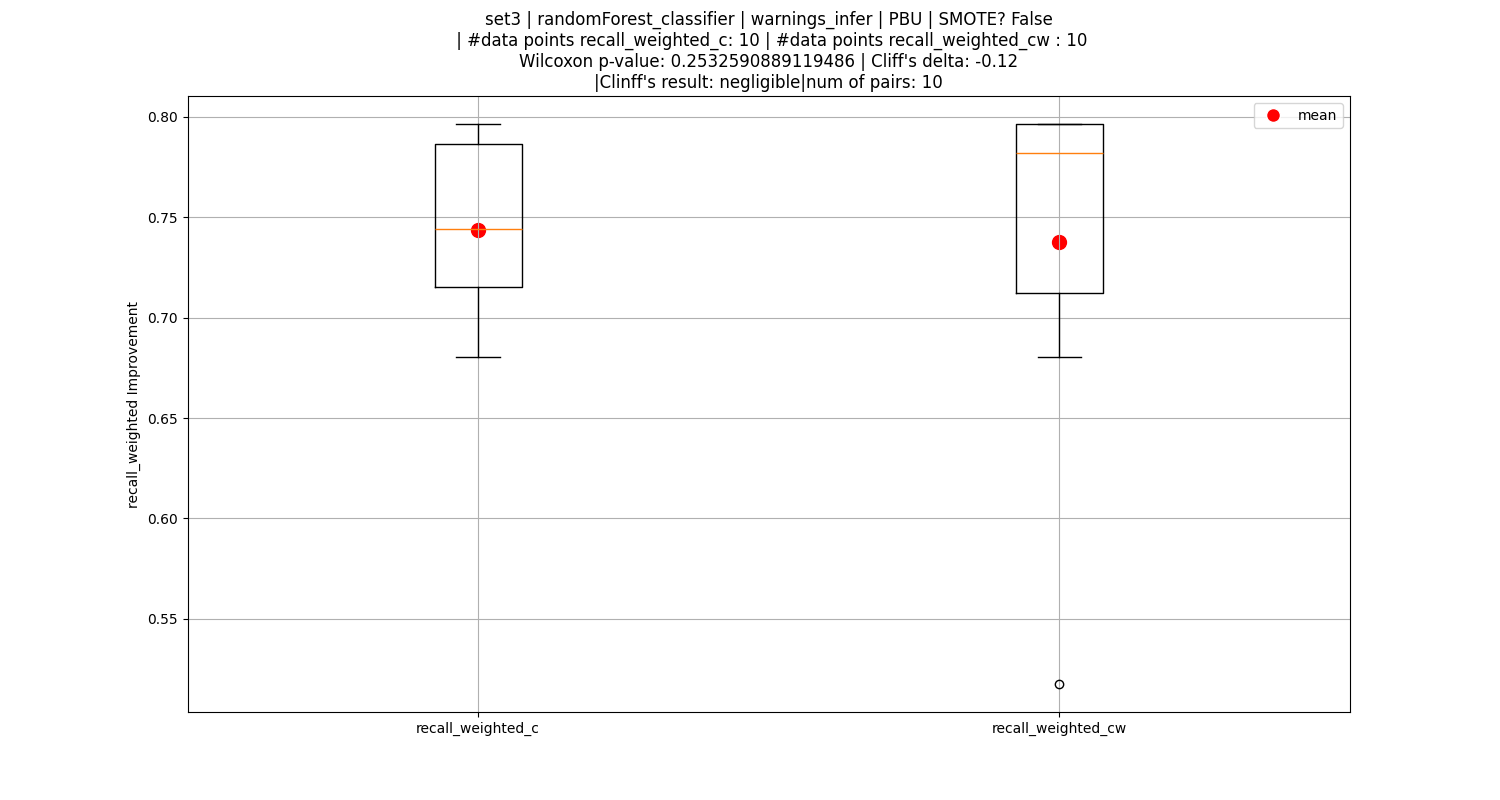 set3 | randomForest_classifier | warnings_infer | PBU | SMOTE? False
| #data points recall_weighted_c: 10 | #data points recall_weighted_cw : 10
Wilcoxon p-value: 0.2532590889119486 | Cliff's delta: -0.12
|Clinff's result: negligible|num of pairs: 10
mean
recall_weighted Improvement
0.80
0.75
0.70
0.65
0.60
0.55
recall_weighted_c
recall_weighted_cw